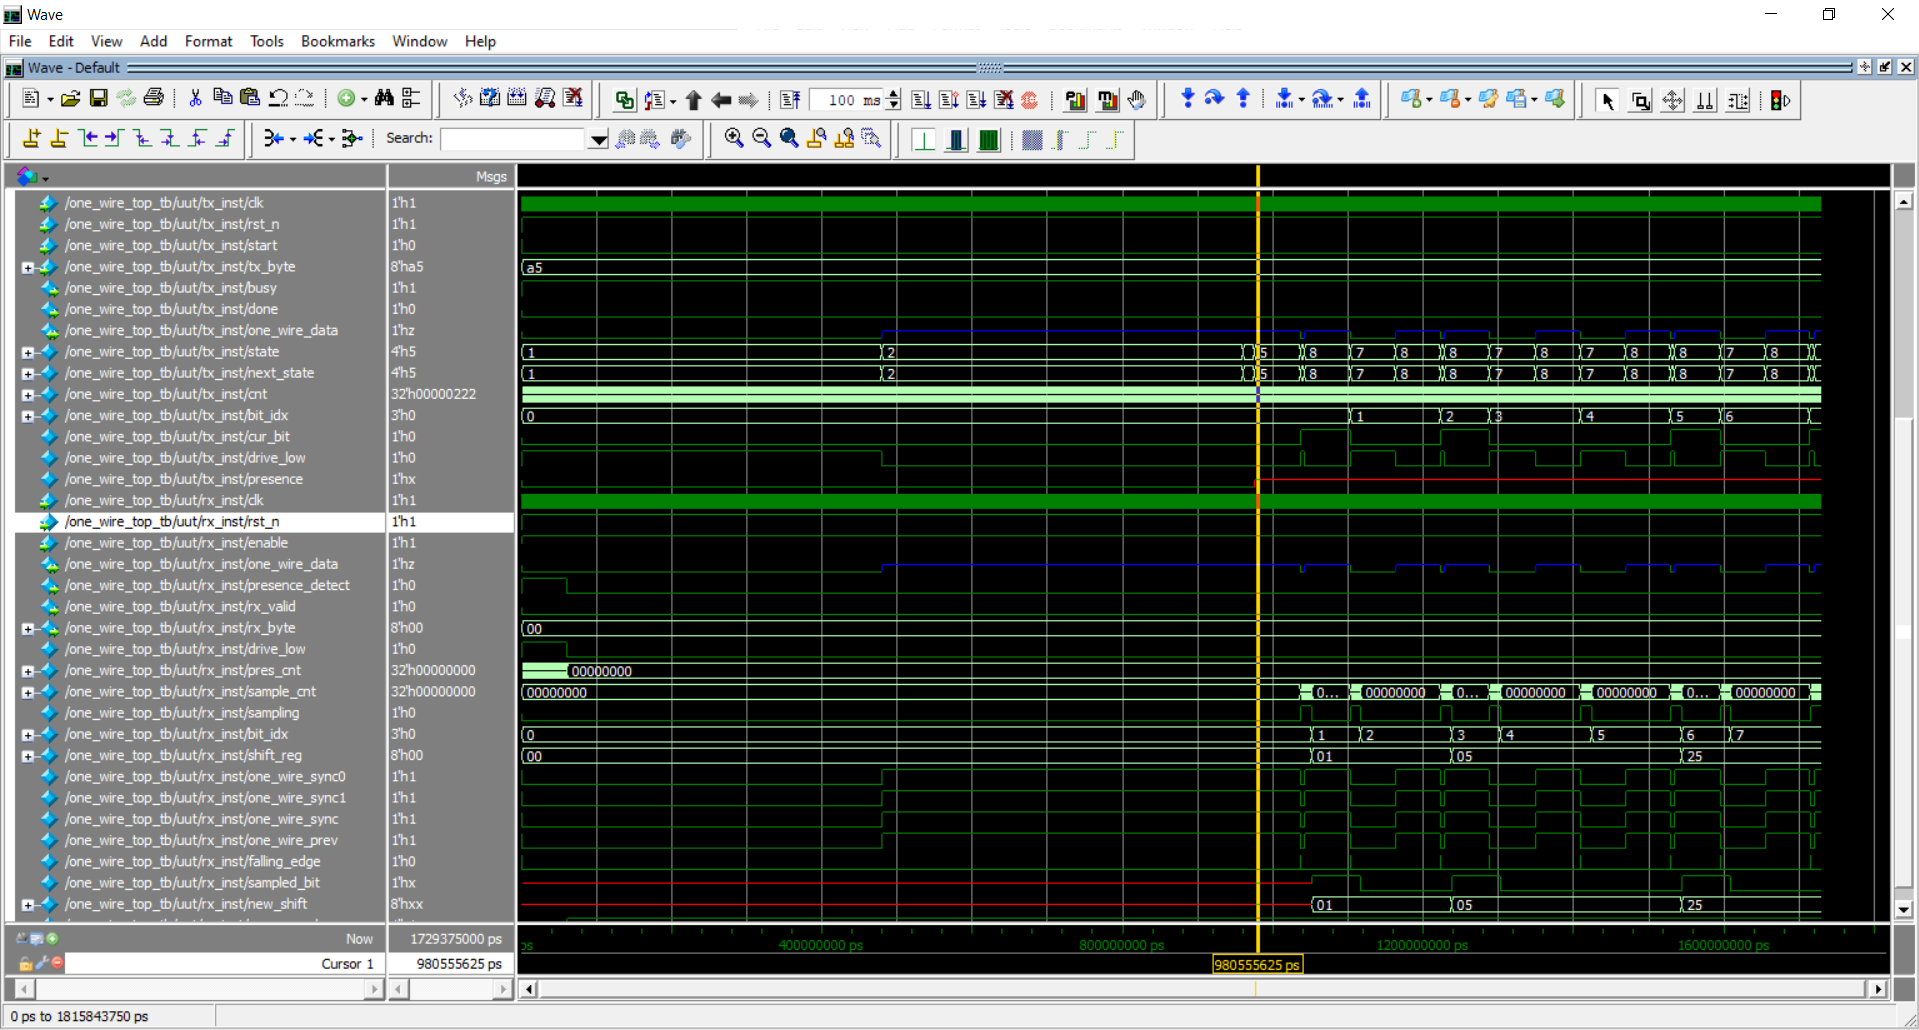 Wave
File Edit View Add Format Tools Bookmarks Window Help
Wave - Default
100 ms
Search:
Msgs
/one_wire_top_tb/uut/tx_inst/clk 1'h1
/one_wire_top_tb/uut/tx_inst/rst_n 1'h1
/one_wire_top_tb/uut/tx_inst/start 1'h0
/one_wire_top_tb/uut/tx_inst/tx_byte 8'ha5 a5
/one_wire_top_tb/uut/tx_inst/busy 1'h1
/one_wire_top_tb/uut/tx_inst/done 1'h0
/one_wire_top_tb/uut/tx_inst/one_wire_data 1'hz
/one_wire_top_tb/uut/tx_inst/state 4'h5 1 2 5 8 7 8 8 7 8 7 8 8 7 8
/one_wire_top_tb/uut/tx_inst/next_state 4'h5 1 2 5 8 7 8 8 7 8 7 8 8 7 8
/one_wire_top_tb/uut/tx_inst/cnt 32'h00000222
/one_wire_top_tb/uut/tx_inst/bit_idx 3'h0 0 1 2 3 4 5 6
/one_wire_top_tb/uut/tx_inst/cur_bit 1'h0
/one_wire_top_tb/uut/tx_inst/drive_low 1'h0
/one_wire_top_tb/uut/tx_inst/presence 1'hx
/one_wire_top_tb/uut/rx_inst/clk 1'h1
/one_wire_top_tb/uut/rx_inst/rst_n 1'h1
/one_wire_top_tb/uut/rx_inst/enable 1'h1
/one_wire_top_tb/uut/rx_inst/one_wire_data 1'hz
/one_wire_top_tb/uut/rx_inst/presence_detect 1'h0
/one_wire_top_tb/uut/rx_inst/rx_valid 1'h0
/one_wire_top_tb/uut/rx_inst/rx_byte 8'h00 00
/one_wire_top_tb/uut/rx_inst/drive_low 1'h0
/one_wire_top_tb/uut/rx_inst/pres_cnt 32'h00000000 00000000
/one_wire_top_tb/uut/rx_inst/sample_cnt 32'h00000000 00000000 0... 00000000 0... 00000000 00000000 0... 00000000
/one_wire_top_tb/uut/rx_inst/sampling 1'h0
/one_wire_top_tb/uut/rx_inst/bit_idx 3'h0 0 1 2 3 4 5 6 7
/one_wire_top_tb/uut/rx_inst/shift_reg 8'h00 00 01 05 25
/one_wire_top_tb/uut/rx_inst/one_wire_sync0 1'h1
/one_wire_top_tb/uut/rx_inst/one_wire_sync1 1'h1
/one_wire_top_tb/uut/rx_inst/one_wire_sync 1'h1
/one_wire_top_tb/uut/rx_inst/one_wire_prev 1'h1
/one_wire_top_tb/uut/rx_inst/falling_edge 1'h0
/one_wire_top_tb/uut/rx_inst/sampled_bit 1'hx
/one_wire_top_tb/uut/rx_inst/new_shift 8'hxx 01 05 25
Now 1729375000 ps ps 400000000 ps 800000000 ps 1200000000 ps 1600000000 ps
Cursor 1 980555625 ps 980555625 ps
0 ps to 1815843750 ps